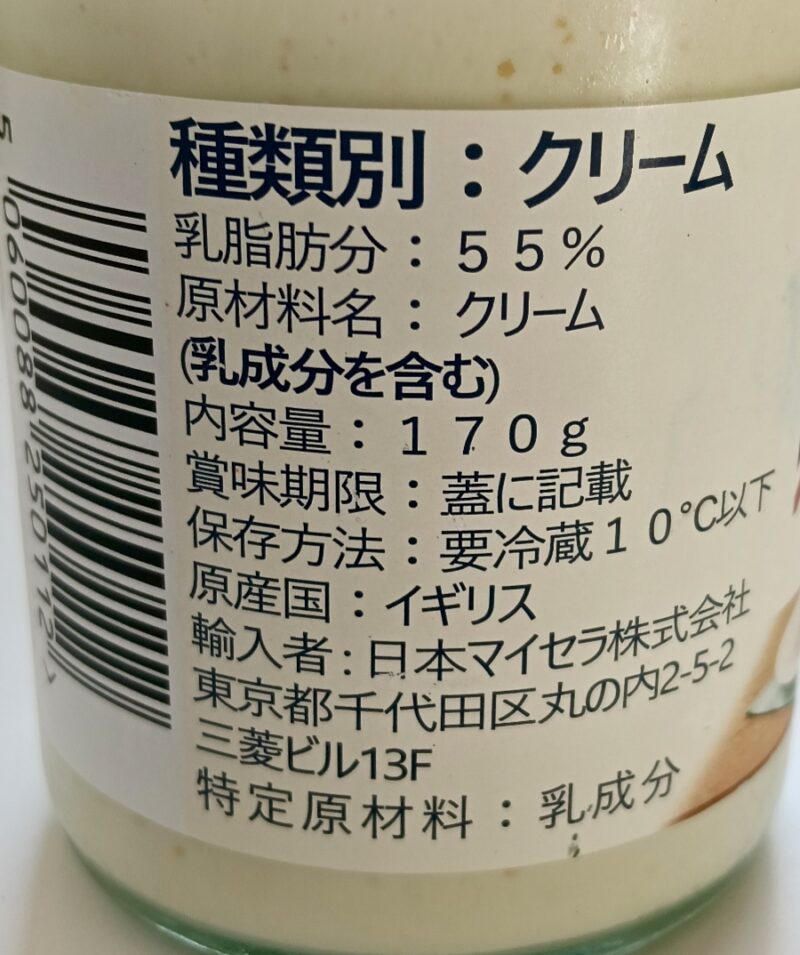 種類別：クリーム
乳脂肪分：５５％
原材料名：クリーム
(乳成分を含む)
内容量：１７０ｇ
賞味期限：蓋に記載
保存方法：要冷蔵１０℃以下
原産国：イギリス
輸入者：日本マイセラ株式会社
東京都千代田区丸の内2-5-2
三菱ビル13F
特定原材料：乳成分
5 060088 250112 >